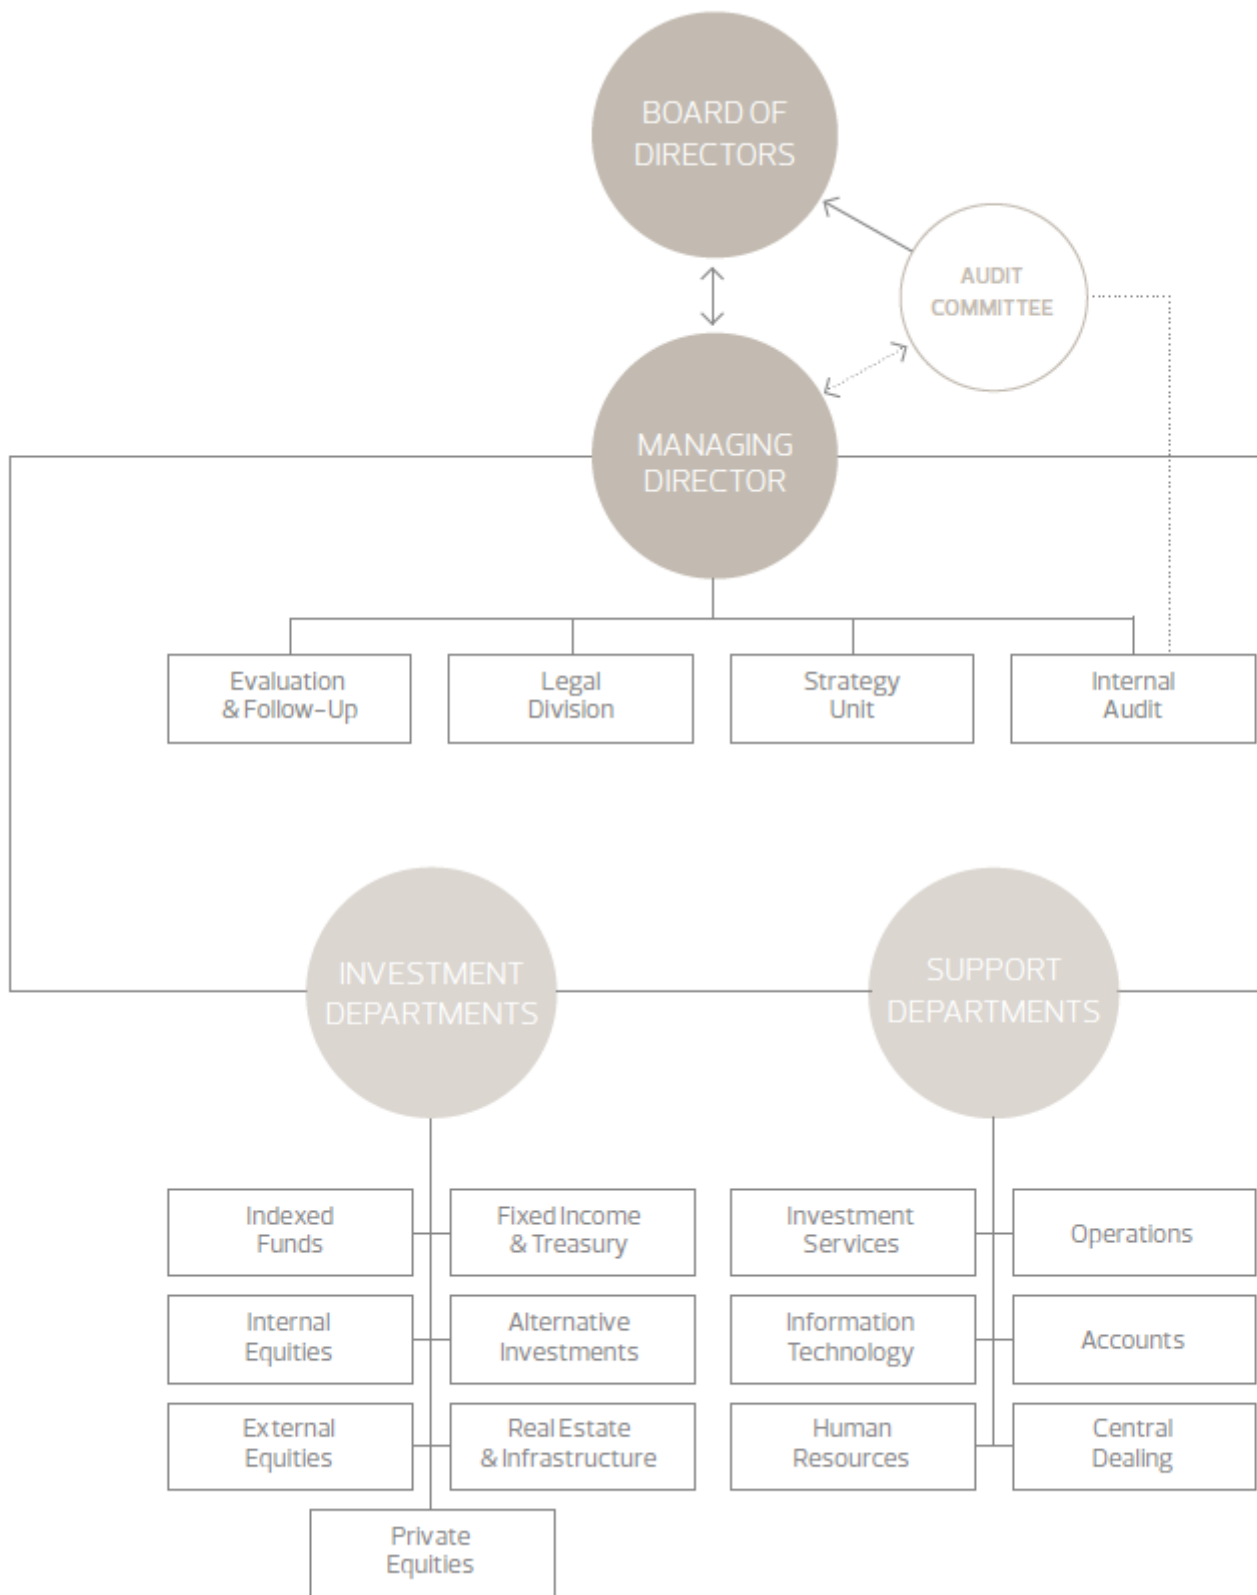 BOARD OF
DIRECTORS
AUDIT
COMMITTEE
MANAGING
DIRECTOR
Evaluation
& Follow-Up
Legal
Division
Strategy
Unit
Internal
Audit
INVESTMENT
DEPARTMENTS
SUPPORT
DEPARTMENTS
Indexed
Funds
Fixed Income
& Treasury
Investment
Services
Operations
Internal
Equities
Alternative
Investments
Information
Technology
Accounts
External
Equities
Real Estate
& Infrastructure
Human
Resources
Central
Dealing
Private
Equities